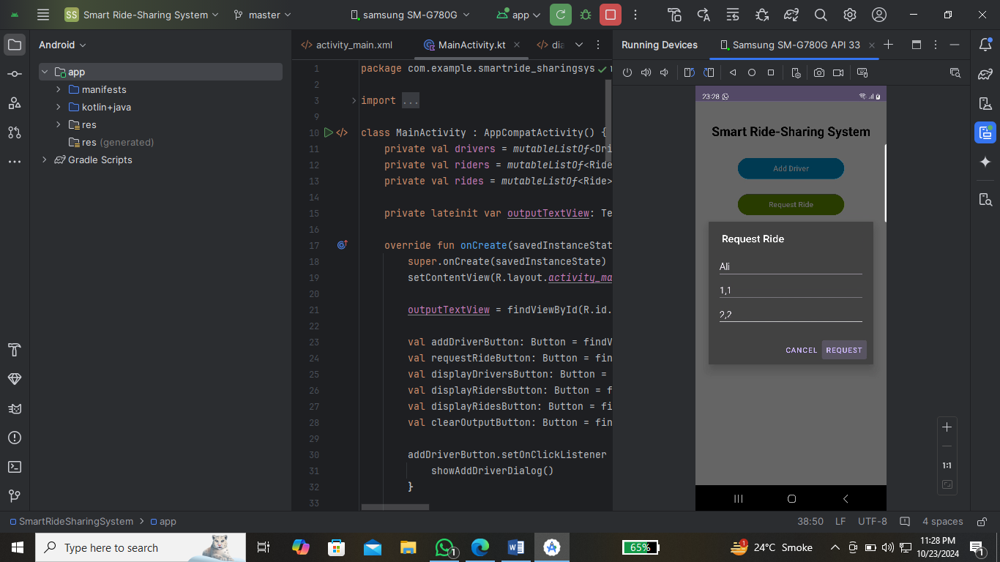 SS Smart Ride-Sharing System master samsung SM-G780G app
Android
app
manifests
kotlin+java
res
res (generated)
Gradle Scripts
activity_main.xml MainActivity.kt dia
1 package com.example.smartride_sharingsys
2
3 import ...
9
10 class MainActivity : AppCompatActivity() {
11 private val drivers = mutableListOf<Dri
12 private val riders = mutableListOf<Ride
13 private val rides = mutableListOf<Ride>
14
15 private lateinit var outputTextView: Te
16
17 override fun onCreate(savedInstanceStat
18 super.onCreate(savedInstanceState)
19 setContentView(R.layout.activity_ma
20
21 outputTextView = findViewById(R.id.
22
23 val addDriverButton: Button = findV
24 val requestRideButton: Button = fin
25 val displayDriversButton: Button =
26 val displayRidersButton: Button = f
27 val displayRidesButton: Button = fi
28 val clearOutputButton: Button = fin
29
30 addDriverButton.setOnClickListener
31 showAddDriverDialog()
32 }
33
Running Devices Samsung SM-G780G API 33
23:28
Smart Ride-Sharing System
Add Driver
Request Ride
Request Ride
Ali
1,1
2,2
CANCEL REQUEST
1:1
SmartRideSharingSystem > app
38:50 LF UTF-8 4 spaces
Type here to search
1
65%
1
24°C Smoke
11:28 PM
10/23/2024
1